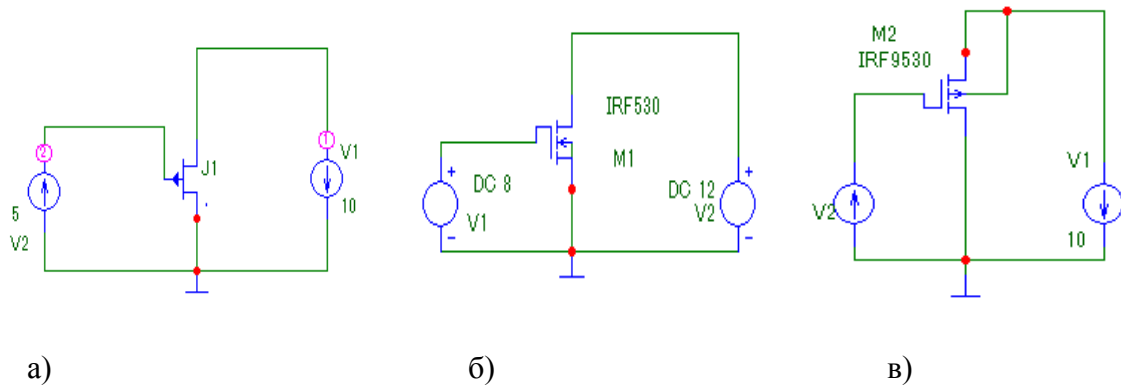 2
5
V2
J1
1
V1
10
а)
DC 8
V1
IRF530
M1
DC 12
V2
б)
M2
IRF9530
V2
V1
10
в)